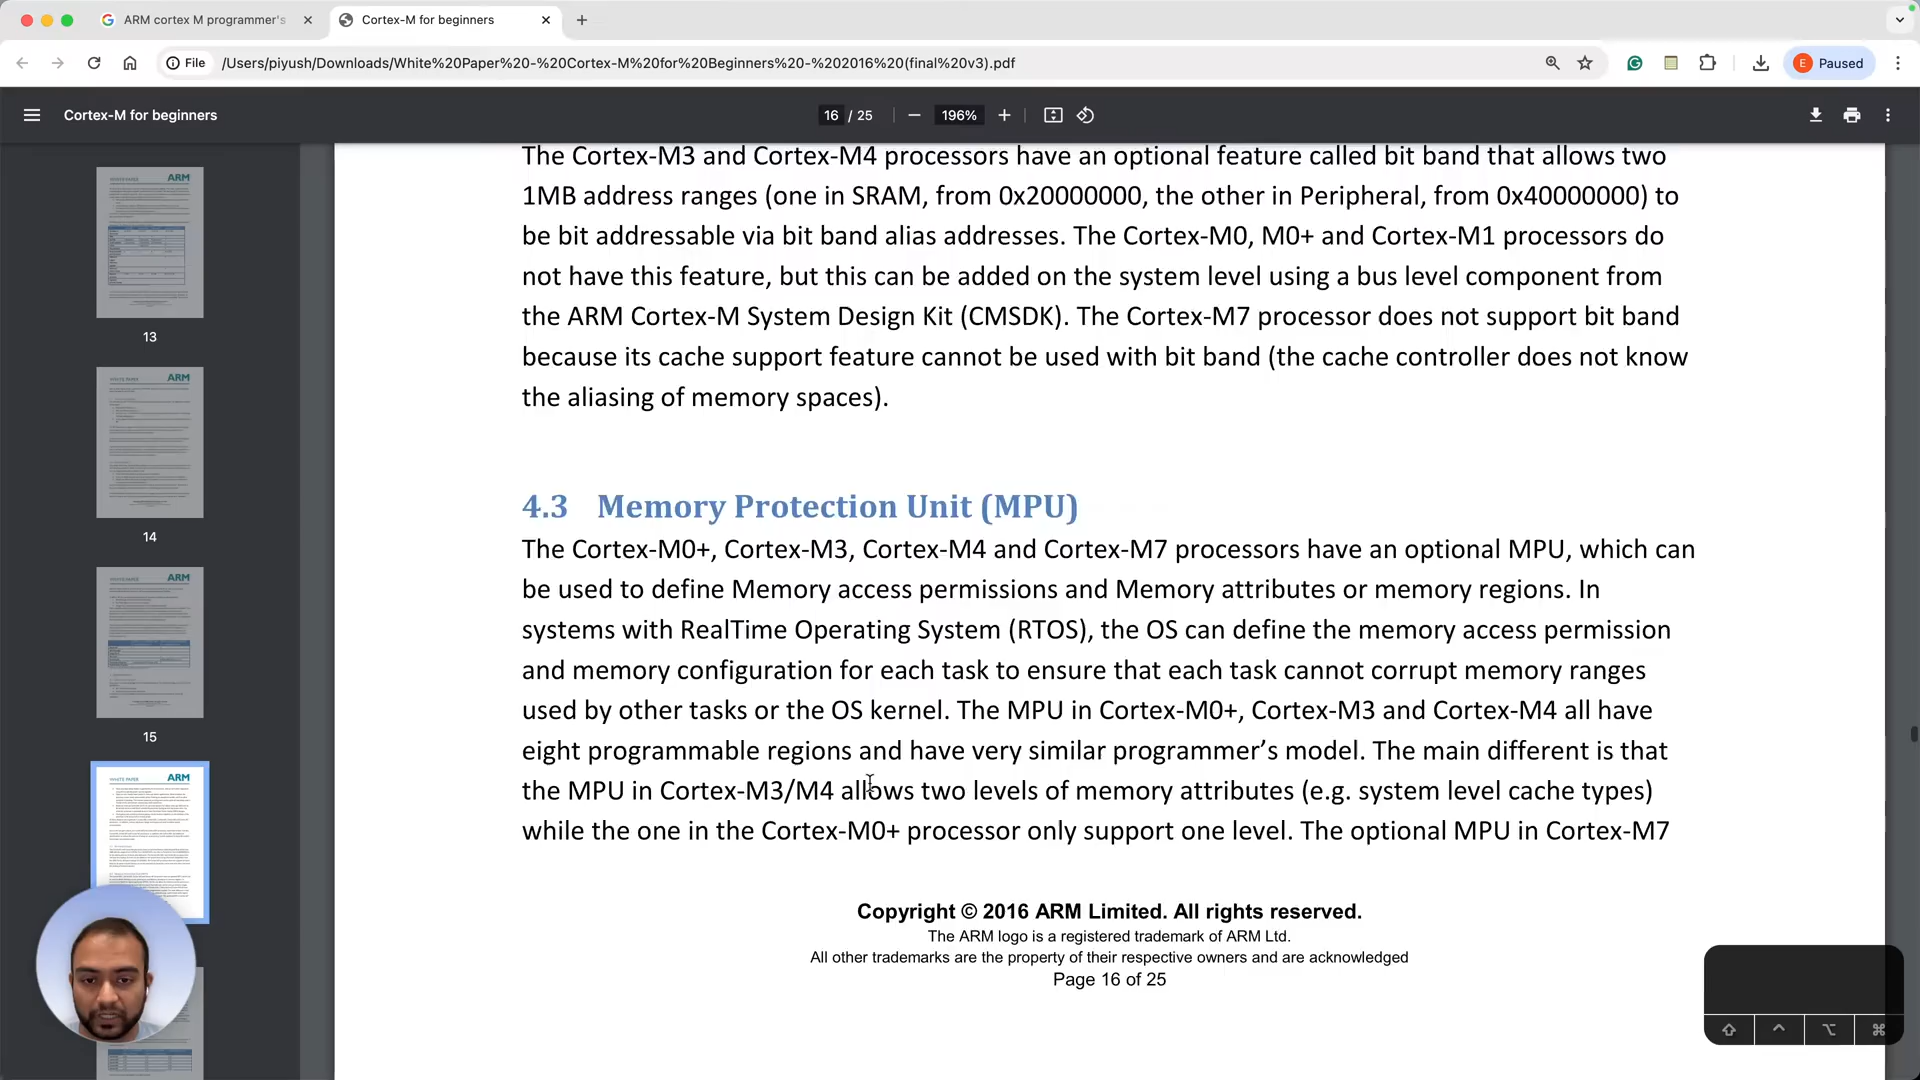 ARM cortex M programmer's
Cortex-M for beginners
File
/Users/piyush/Downloads/White%20Paper%20-%20Cortex-M%20for%20Beginners%20-%202016%20(final%20v3).pdf
E Paused
Cortex-M for beginners
16 / 25
196%
The Cortex-M3 and Cortex-M4 processors have an optional feature called bit band that allows two
1MB address ranges (one in SRAM, from 0x20000000, the other in Peripheral, from 0x40000000) to
be bit addressable via bit band alias addresses. The Cortex-M0, M0+ and Cortex-M1 processors do
not have this feature, but this can be added on the system level using a bus level component from
the ARM Cortex-M System Design Kit (CMSDK). The Cortex-M7 processor does not support bit band
because its cache support feature cannot be used with bit band (the cache controller does not know
the aliasing of memory spaces).
4.3 Memory Protection Unit (MPU)
The Cortex-M0+, Cortex-M3, Cortex-M4 and Cortex-M7 processors have an optional MPU, which can
be used to define Memory access permissions and Memory attributes or memory regions. In
systems with RealTime Operating System (RTOS), the OS can define the memory access permission
and memory configuration for each task to ensure that each task cannot corrupt memory ranges
used by other tasks or the OS kernel. The MPU in Cortex-M0+, Cortex-M3 and Cortex-M4 all have
eight programmable regions and have very similar programmer’s model. The main different is that
the MPU in Cortex-M3/M4 allows two levels of memory attributes (e.g. system level cache types)
while the one in the Cortex-M0+ processor only support one level. The optional MPU in Cortex-M7
Copyright © 2016 ARM Limited. All rights reserved.
The ARM logo is a registered trademark of ARM Ltd.
All other trademarks are the property of their respective owners and are acknowledged
Page 16 of 25
ARM
13
ARM
14
ARM
15
ARM